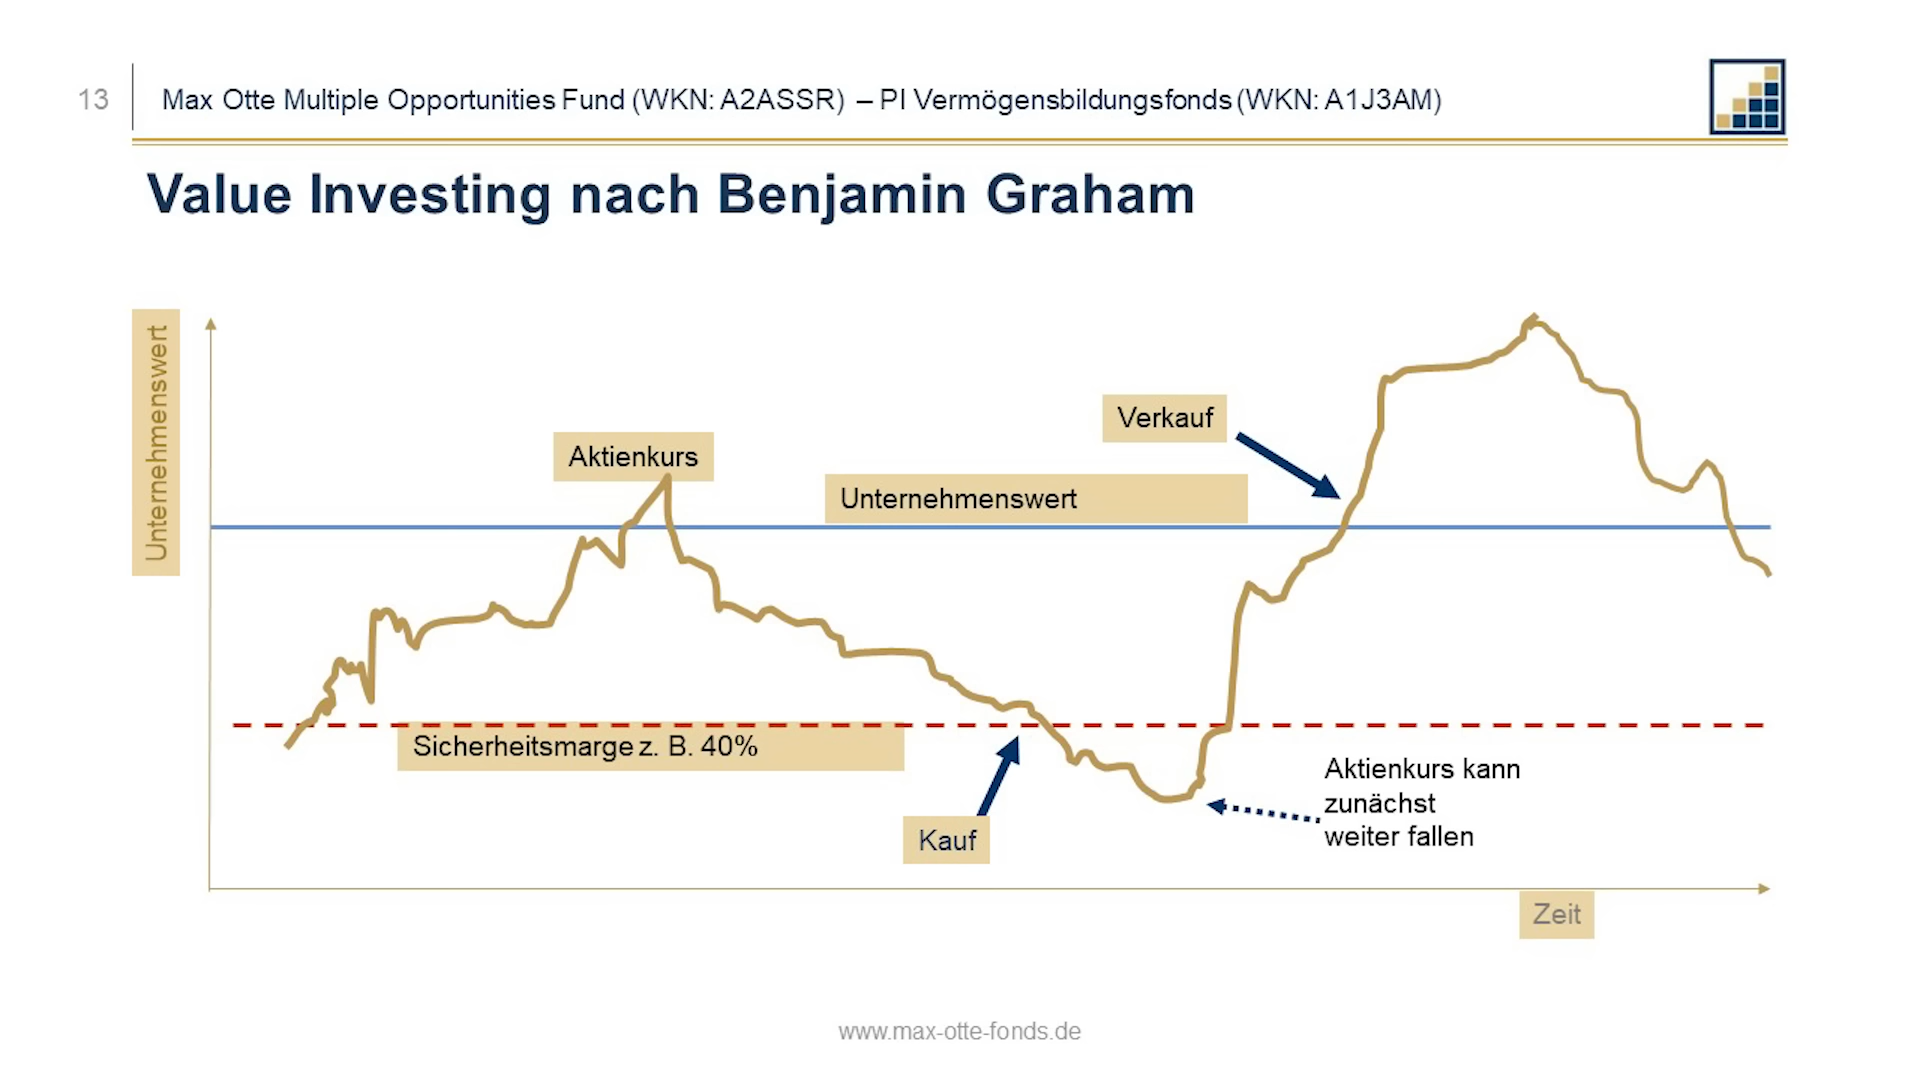 13
Max Otte Multiple Opportunities Fund (WKN: A2ASSR) – PI Vermögensbildungsfonds (WKN: A1J3AM)
Value Investing nach Benjamin Graham
Unternehmenswert
Verkauf
Aktienkurs
Unternehmenswert
Sicherheitsmarge z. B. 40%
Aktienkurs kann
zunächst
weiter fallen
Kauf
Zeit
www.max-otte-fonds.de